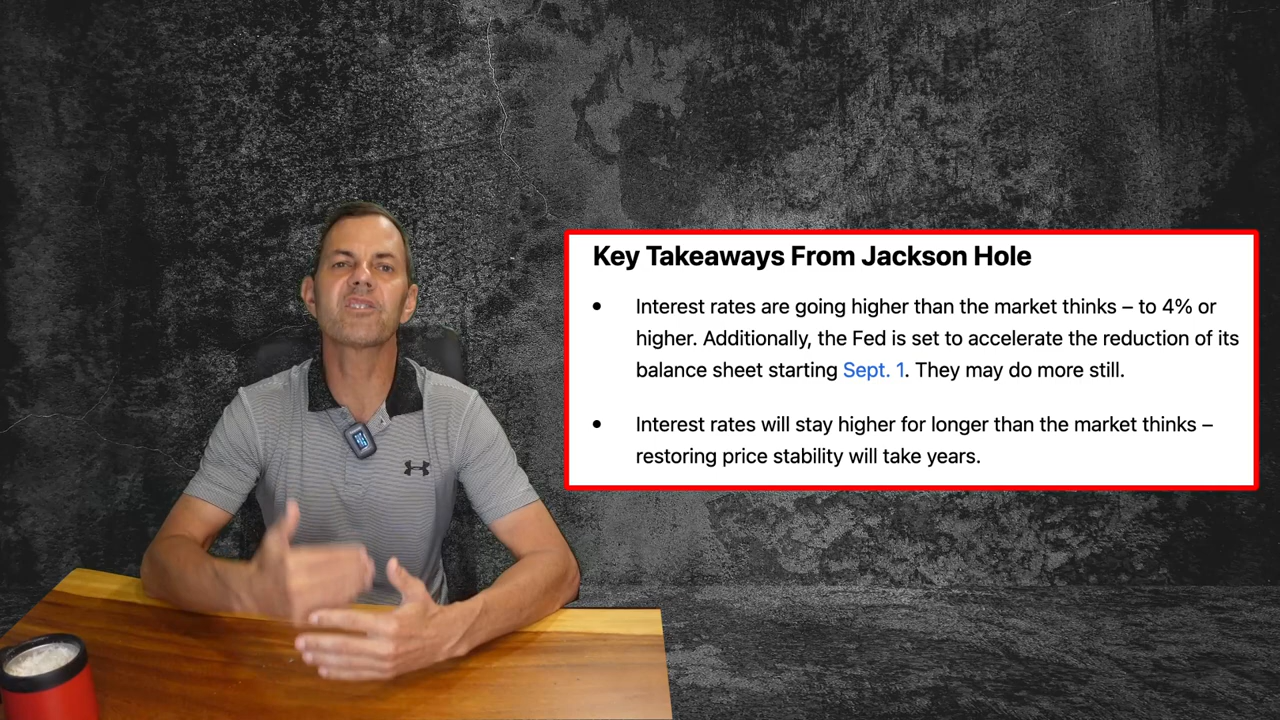 Key Takeaways From Jackson Hole
• Interest rates are going higher than the market thinks – to 4% or
higher. Additionally, the Fed is set to accelerate the reduction of its
balance sheet starting Sept. 1. They may do more still.
• Interest rates will stay higher for longer than the market thinks –
restoring price stability will take years.